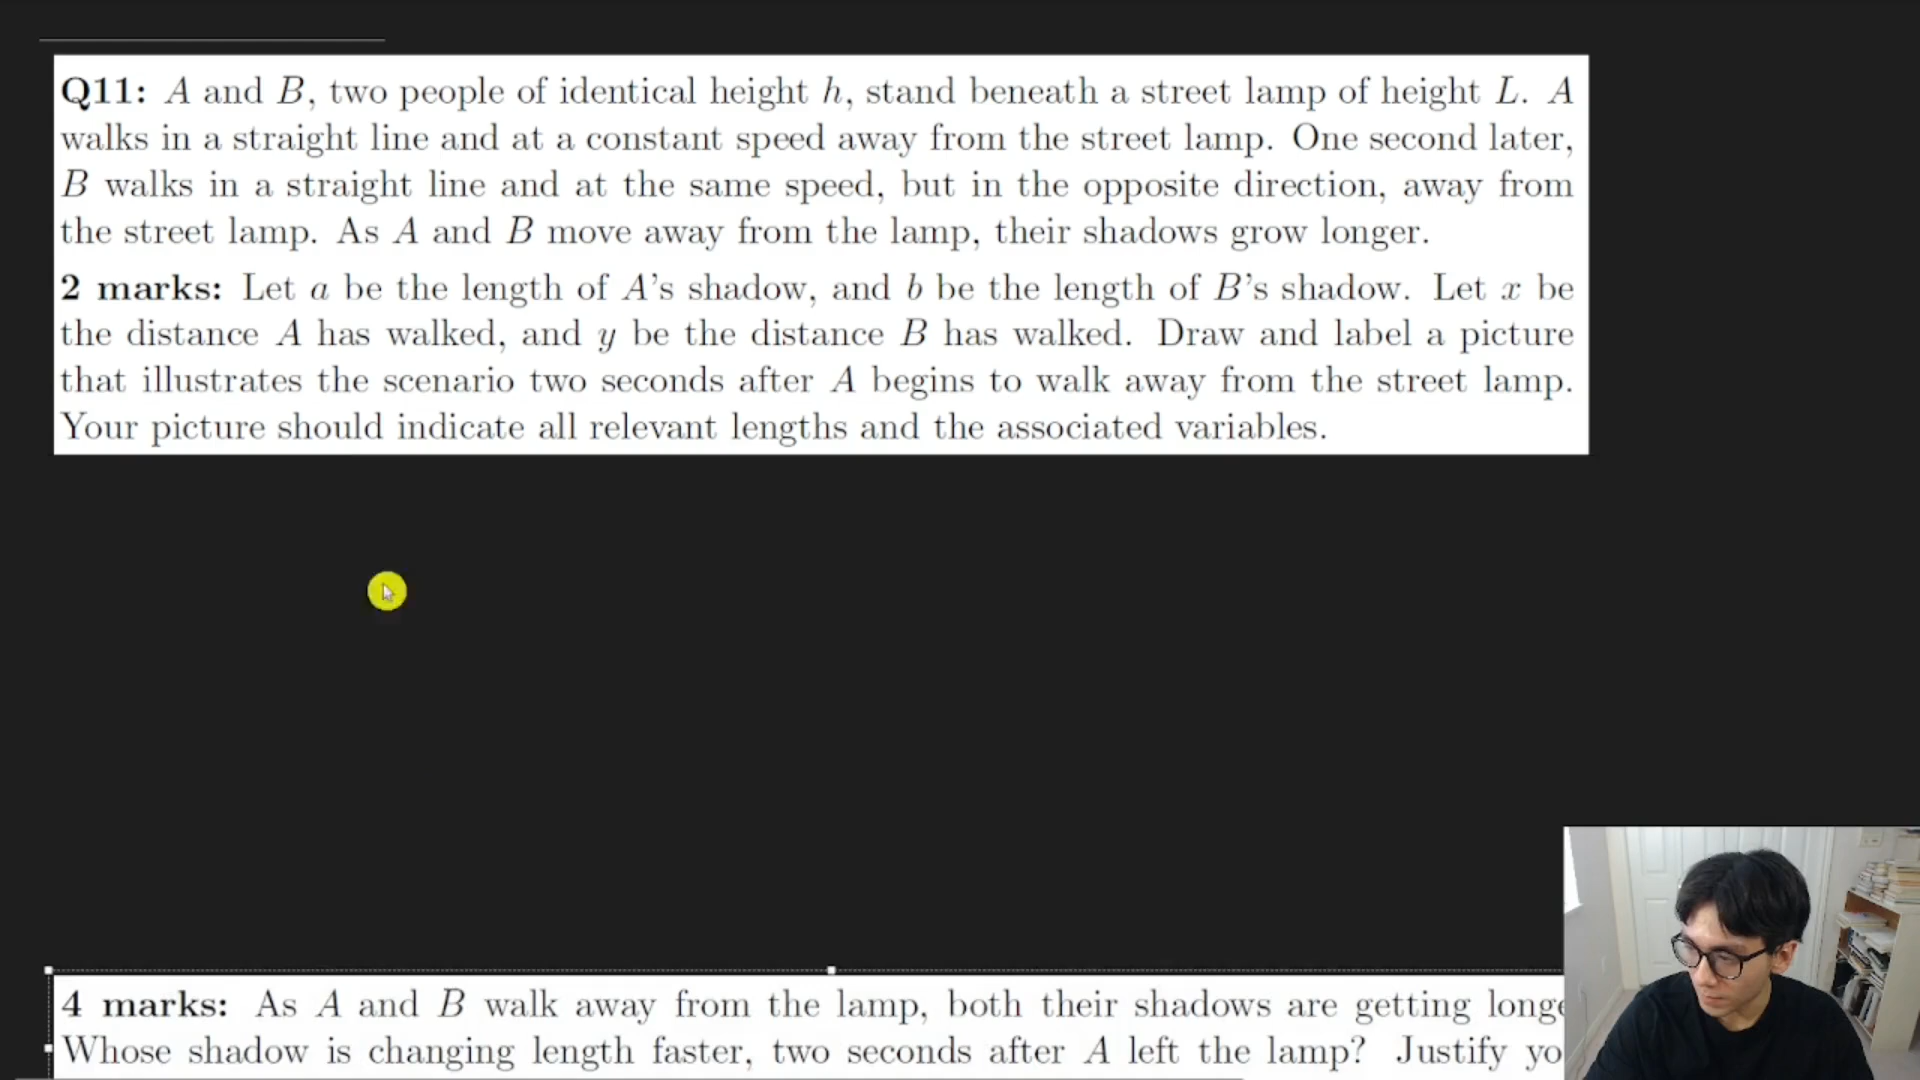 Q11: A and B, two people of identical height h, stand beneath a street lamp of height L. A
walks in a straight line and at a constant speed away from the street lamp. One second later,
B walks in a straight line and at the same speed, but in the opposite direction, away from
the street lamp. As A and B move away from the lamp, their shadows grow longer.
2 marks: Let a be the length of A's shadow, and b be the length of B's shadow. Let x be
the distance A has walked, and y be the distance B has walked. Draw and label a picture
that illustrates the scenario two seconds after A begins to walk away from the street lamp.
Your picture should indicate all relevant lengths and the associated variables.
4 marks: As A and B walk away from the lamp, both their shadows are getting longe
Whose shadow is changing length faster, two seconds after A left the lamp? Justify yo